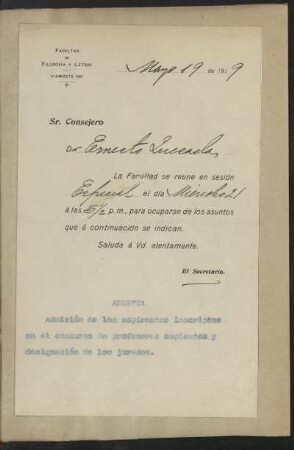 FACULTAD
DE
FILOSOFÍA Y LETRAS
VIAMONTE 430
Mayo 19 de 1919
Sr. Consejero
Dr Ernesto Quesada
La Facultad se reune en sesión
Especial el día Miércoles 21
á las 5 1/2 p. m., para ocuparse de los asuntos
que á continuación se indican.
Saluda á Vd. atentamente.
El Secretario.
ASUNTO:
Admisión de los aspirantes inscriptos
en el concurso de profesores suplentes y
designación de los jurados.